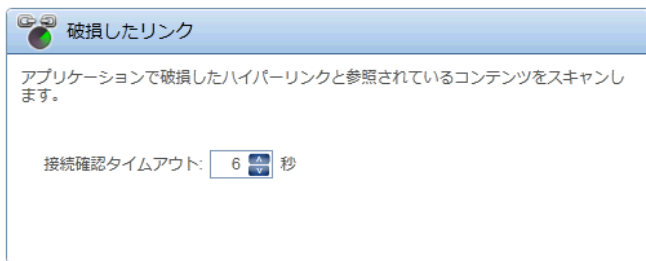 破損したリンク
アプリケーションで破損したハイパーリンクと参照されているコンテンツをスキャンし
ます。
接続確認タイムアウト: 6 秒